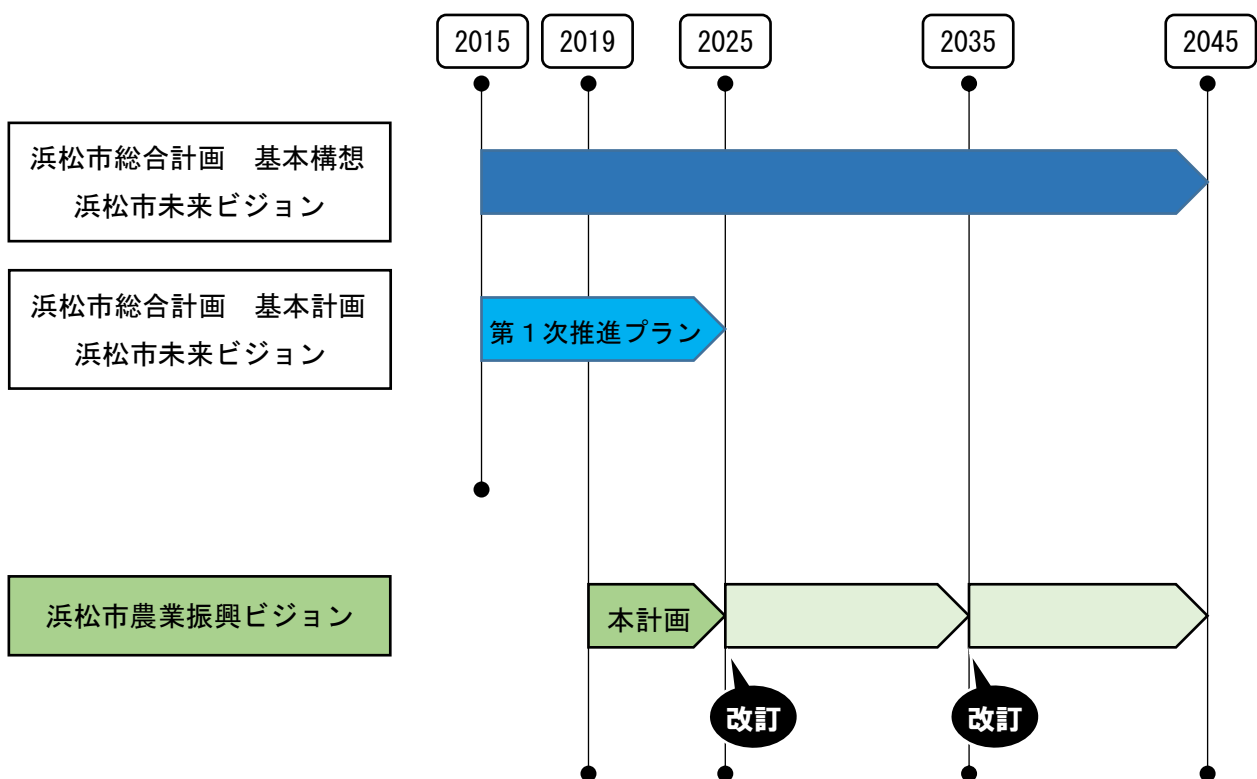 2015
2019
2025
2035
2045
浜松市総合計画　基本構想
浜松市未来ビジョン
浜松市総合計画　基本計画
浜松市未来ビジョン
第１次推進プラン
浜松市農業振興ビジョン
本計画
改訂
改訂